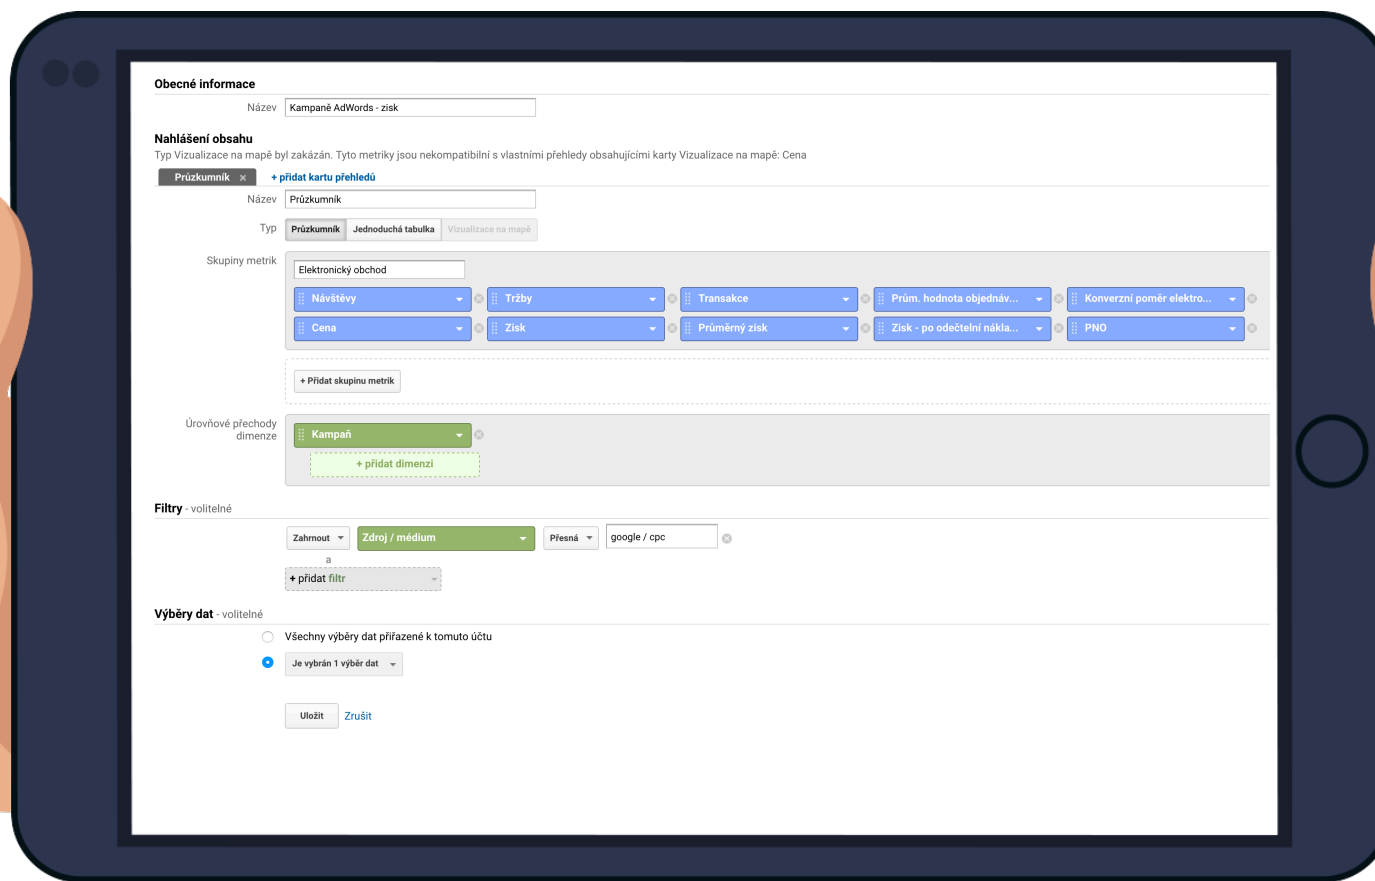 Obecné informace
Název Kampaně AdWords - zisk
Nahlášení obsahu
Typ Vizualizace na mapě byl zakázán. Tyto metriky jsou nekompatibilní s vlastními přehledy obsahujícími karty Vizualizace na mapě: Cena
Průzkumník × + přidat kartu přehledů
Název Průzkumník
Typ Průzkumník Jednoduchá tabulka Vizualizace na mapě
Skupiny metrik
Elektronický obchod
Návštěvy Tržby Transakce Prům. hodnota objednáv... Konverzní poměr elektro...
Cena Zisk Průměrný zisk Zisk - po odečtelní nákla... PNO
+ Přidat skupinu metrik
Úrovňové přechody
dimenze
Kampaň
+ přidat dimenzi
Filtry - volitelné
Zahrnout Zdroj / médium Přesná google / cpc
a
+ přidat filtr
Výběry dat - volitelné
Všechny výběry dat přiřazené k tomuto účtu
Je vybrán 1 výběr dat
Uložit Zrušit